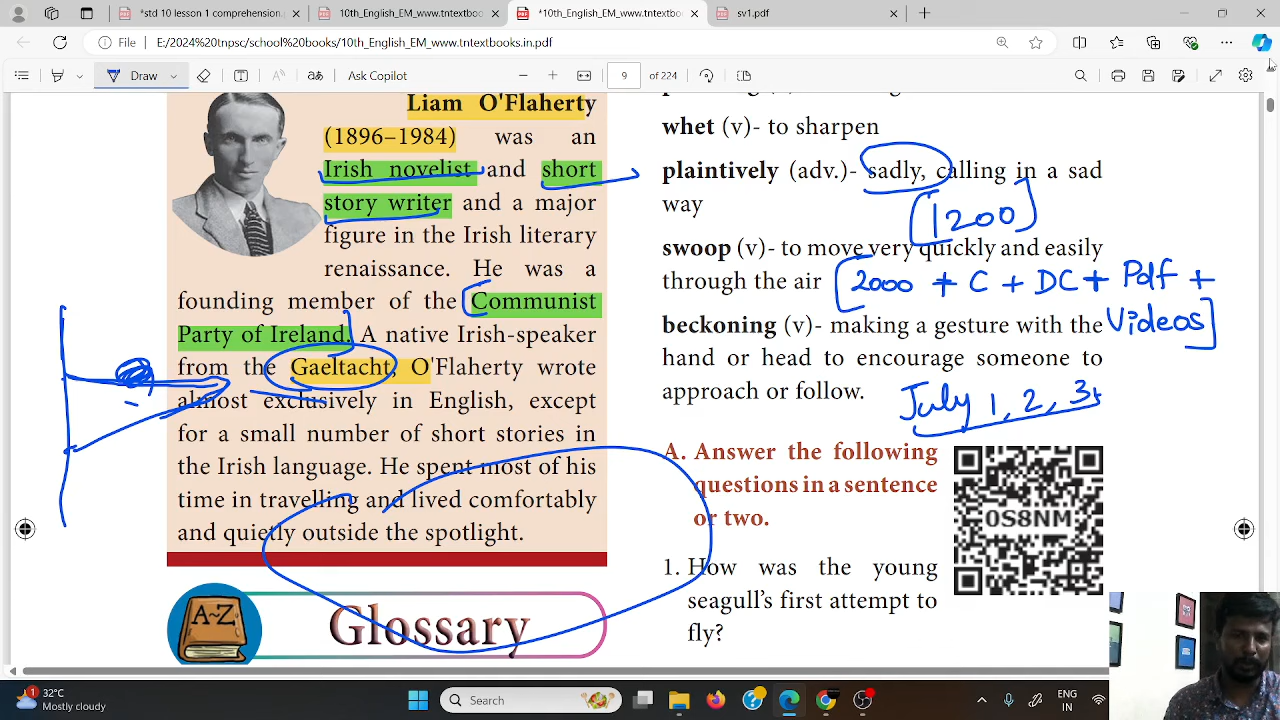 *std 10 lesson 1 comprehension.p
10th_English_EM_www.tntextbooks
*10th_English_EM_www.tntextboo
sv1.pdf
File
E:/2024%20tnpsc/school%20books/10th_English_EM_www.tntextbooks.in.pdf
Draw
Ask Copilot
9 of 224
Liam O'Flaherty
(1896–1984) was an
Irish novelist and short
story writer and a major
figure in the Irish literary
renaissance. He was a
founding member of the Communist
Party of Ireland. A native Irish-speaker
from the Gaeltacht, O'Flaherty wrote
almost exclusively in English, except
for a small number of short stories in
the Irish language. He spent most of his
time in travelling and lived comfortably
and quietly outside the spotlight.
A~Z
Glossary
whet (v)- to sharpen
plaintively (adv.)- sadly, calling in a sad
way
[1200]
swoop (v)- to move very quickly and easily
through the air
[2000 + C + DC + Pdf +
Videos]
beckoning (v)- making a gesture with the
hand or head to encourage someone to
approach or follow.
July 1, 2, 3
A. Answer the following
questions in a sentence
or two.
0S8NM
1. How was the young
seagull's first attempt to
fly?
1
32°C
Mostly cloudy
Search
ENG
IN